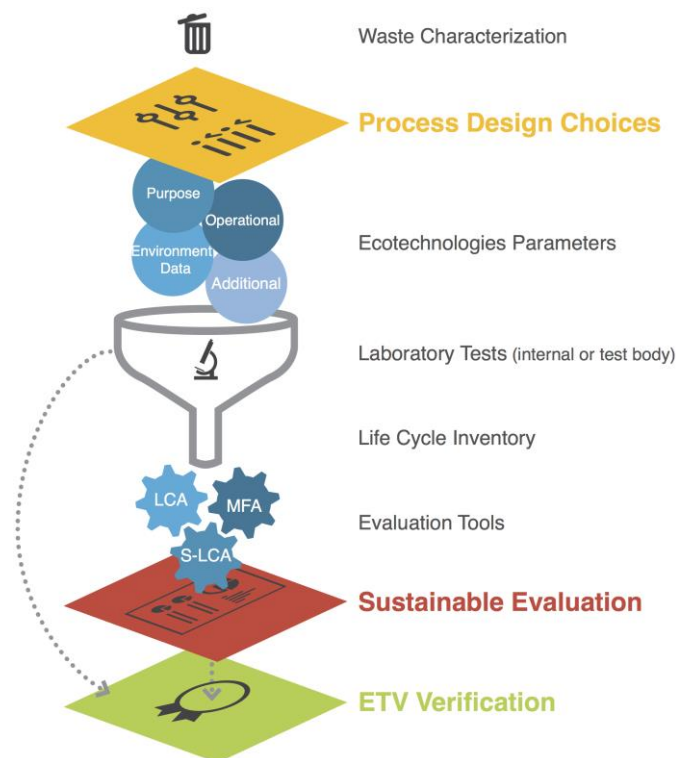 Waste Characterization
Process Design Choices
Purpose
Operational
Environment
Data
Additional
Ecotechnologies Parameters
Laboratory Tests (internal or test body)
Life Cycle Inventory
LCA
MFA
S-LCA
Evaluation Tools
Sustainable Evaluation
ETV Verification